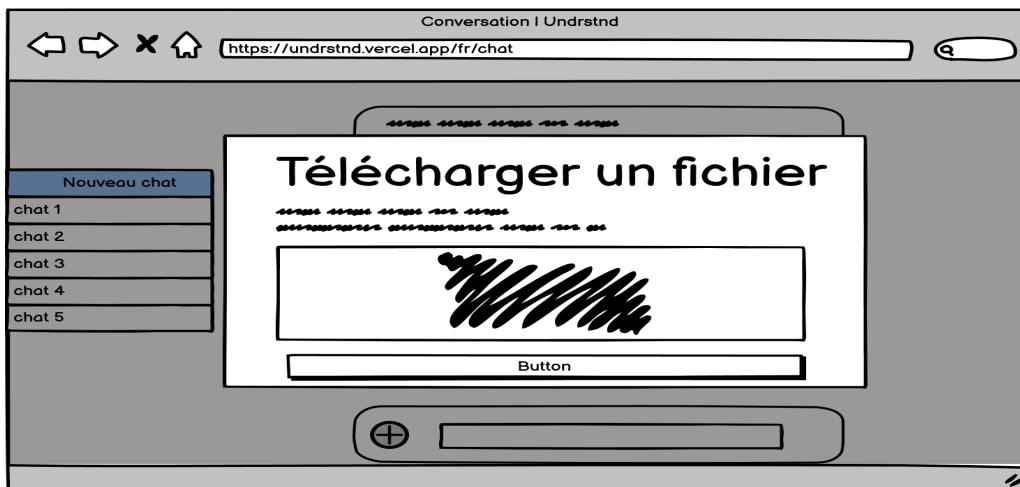 Conversation | Undrstnd
https://undrstnd.vercel.app/fr/chat
Nouveau chat
chat 1
chat 2
chat 3
chat 4
chat 5
Télécharger un fichier
Button